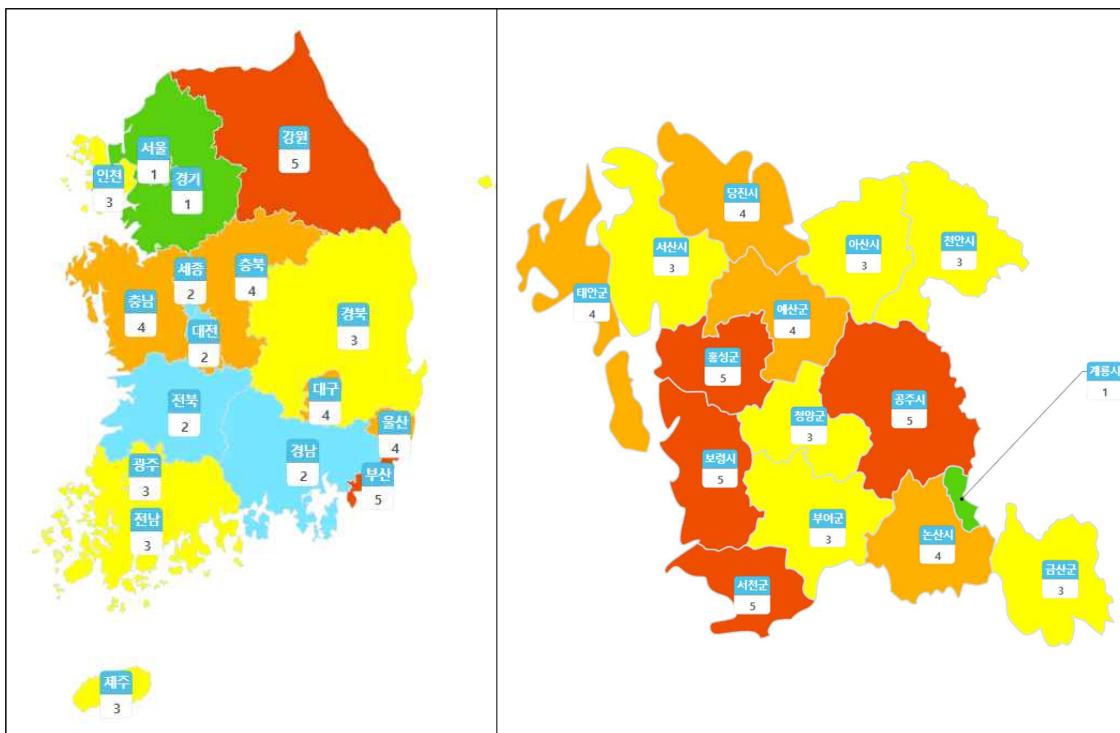 강원
5
서울
1
경기
1
인천
3
세종
2
충북
4
충남
4
경북
3
대전
2
대구
4
전북
2
울산
4
경남
2
광주
3
부산
5
전남
3
제주
3
당진시
4
서산시
3
아산시
3
천안시
3
태안군
4
예산군
4
홍성군
5
계룡시
1
공주시
5
청양군
3
보령시
5
부여군
3
논산시
4
금산군
3
서천군
5